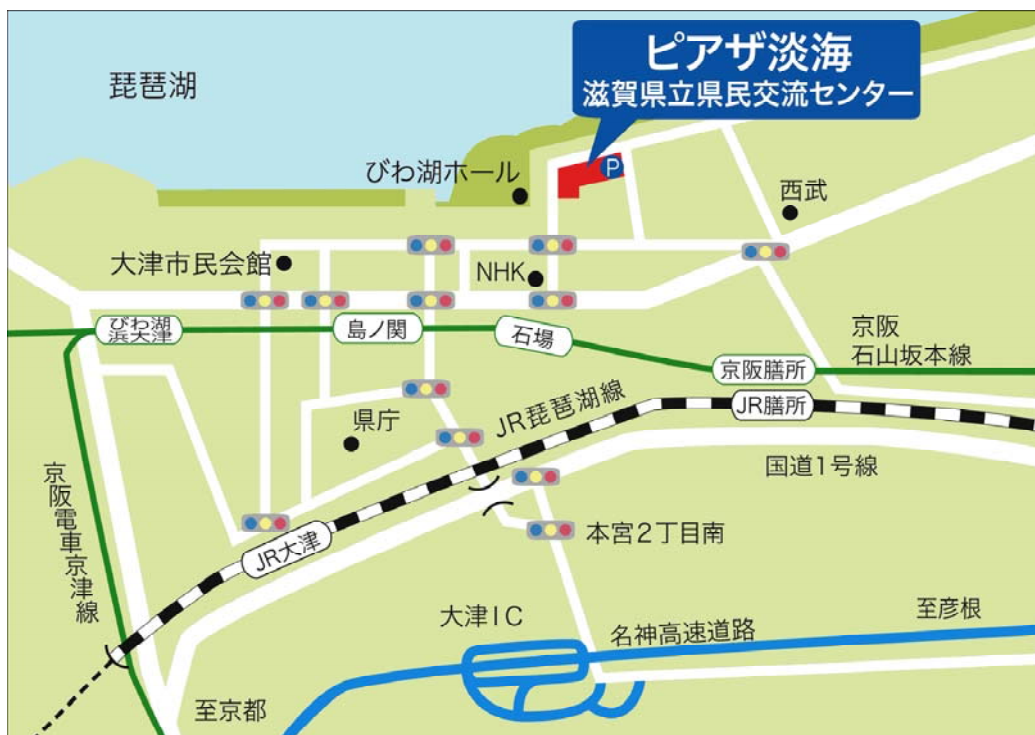 ピアザ淡海
滋賀県立県民交流センター
琵琶湖
びわ湖ホール
P
西武
大津市民会館
NHK
びわ湖
浜大津
島ノ関
石場
京阪
石山坂本線
京阪膳所
JR膳所
県庁
JR琵琶湖線
国道1号線
京阪電車京津線
JR大津
本宮2丁目南
大津IC
名神高速道路
至彦根
至京都